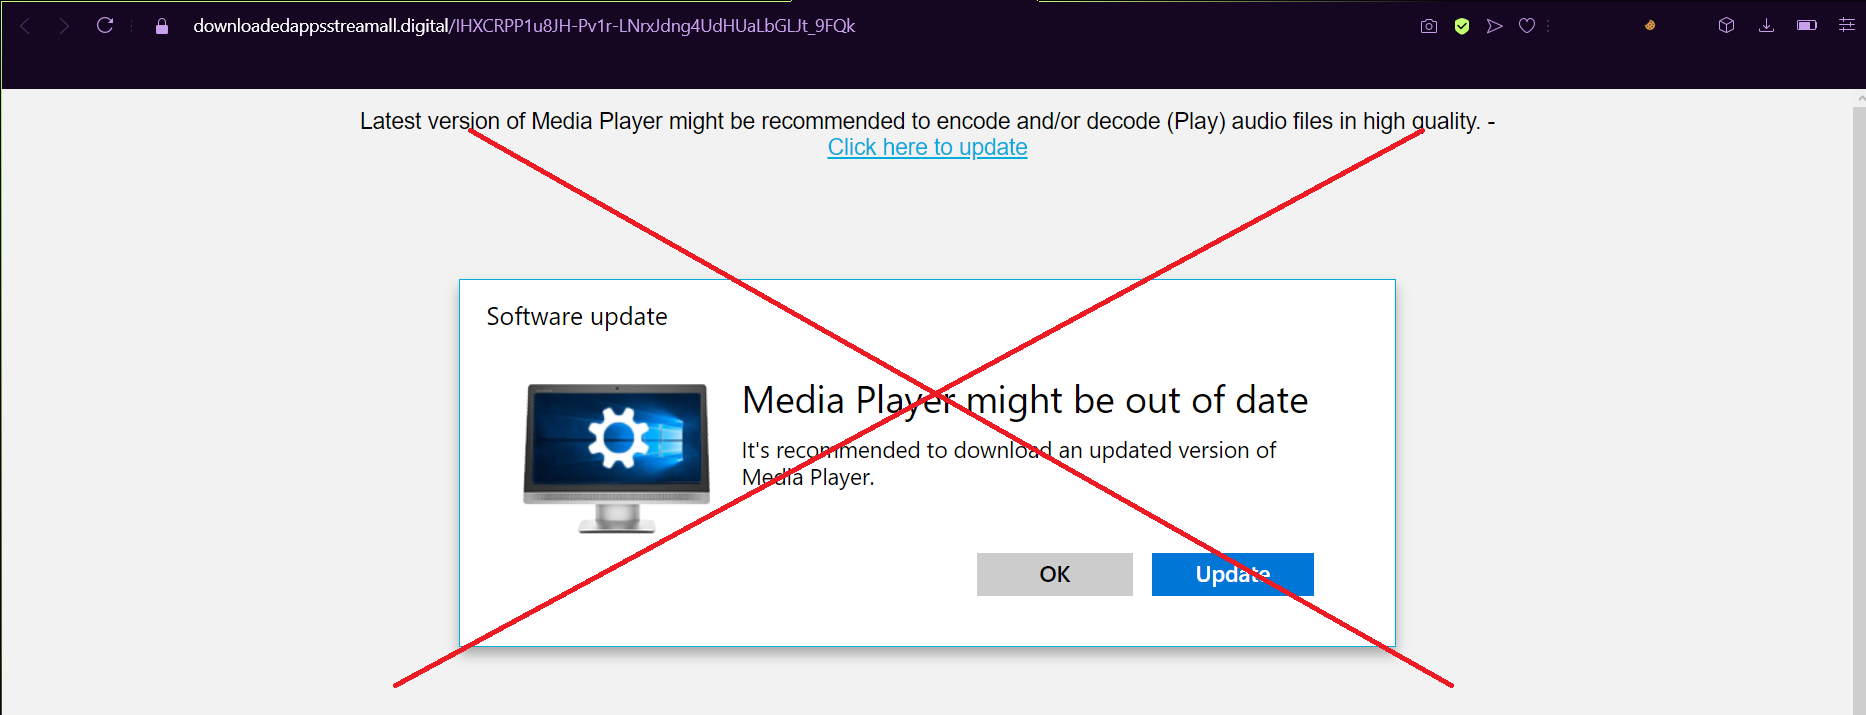 downloadedappsstreamall.digital/IHXCRPP1u8JH-Pv1r-LNrxJdng4UdHUaLbGLJt_9FQk
Latest version of Media Player might be recommended to encode and/or decode (Play) audio files in high quality. -
Click here to update
Software update
Media Player might be out of date
It's recommended to download an updated version of
Media Player.
OK
Update